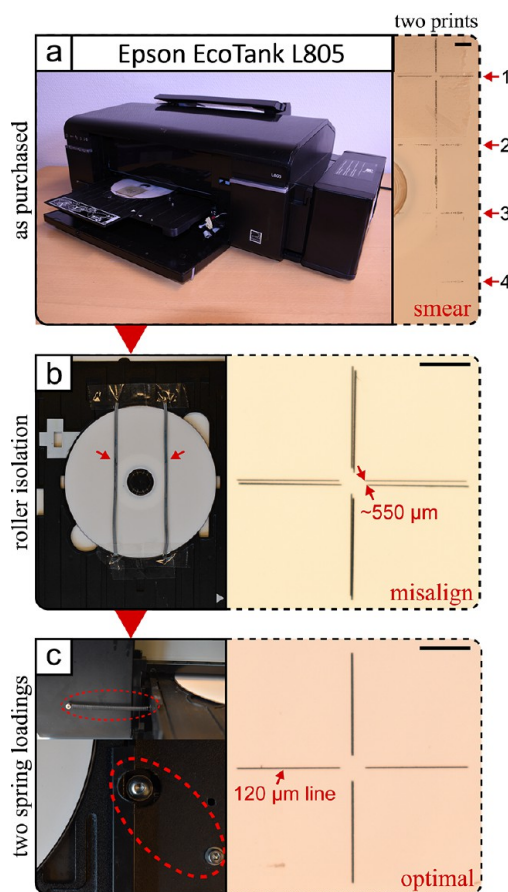 two prints
a
Epson EcoTank L805
as purchased
L805
1
2
3
4
smear
b
roller isolation
~550 µm
misalign
c
two spring loadings
120 µm line
optimal